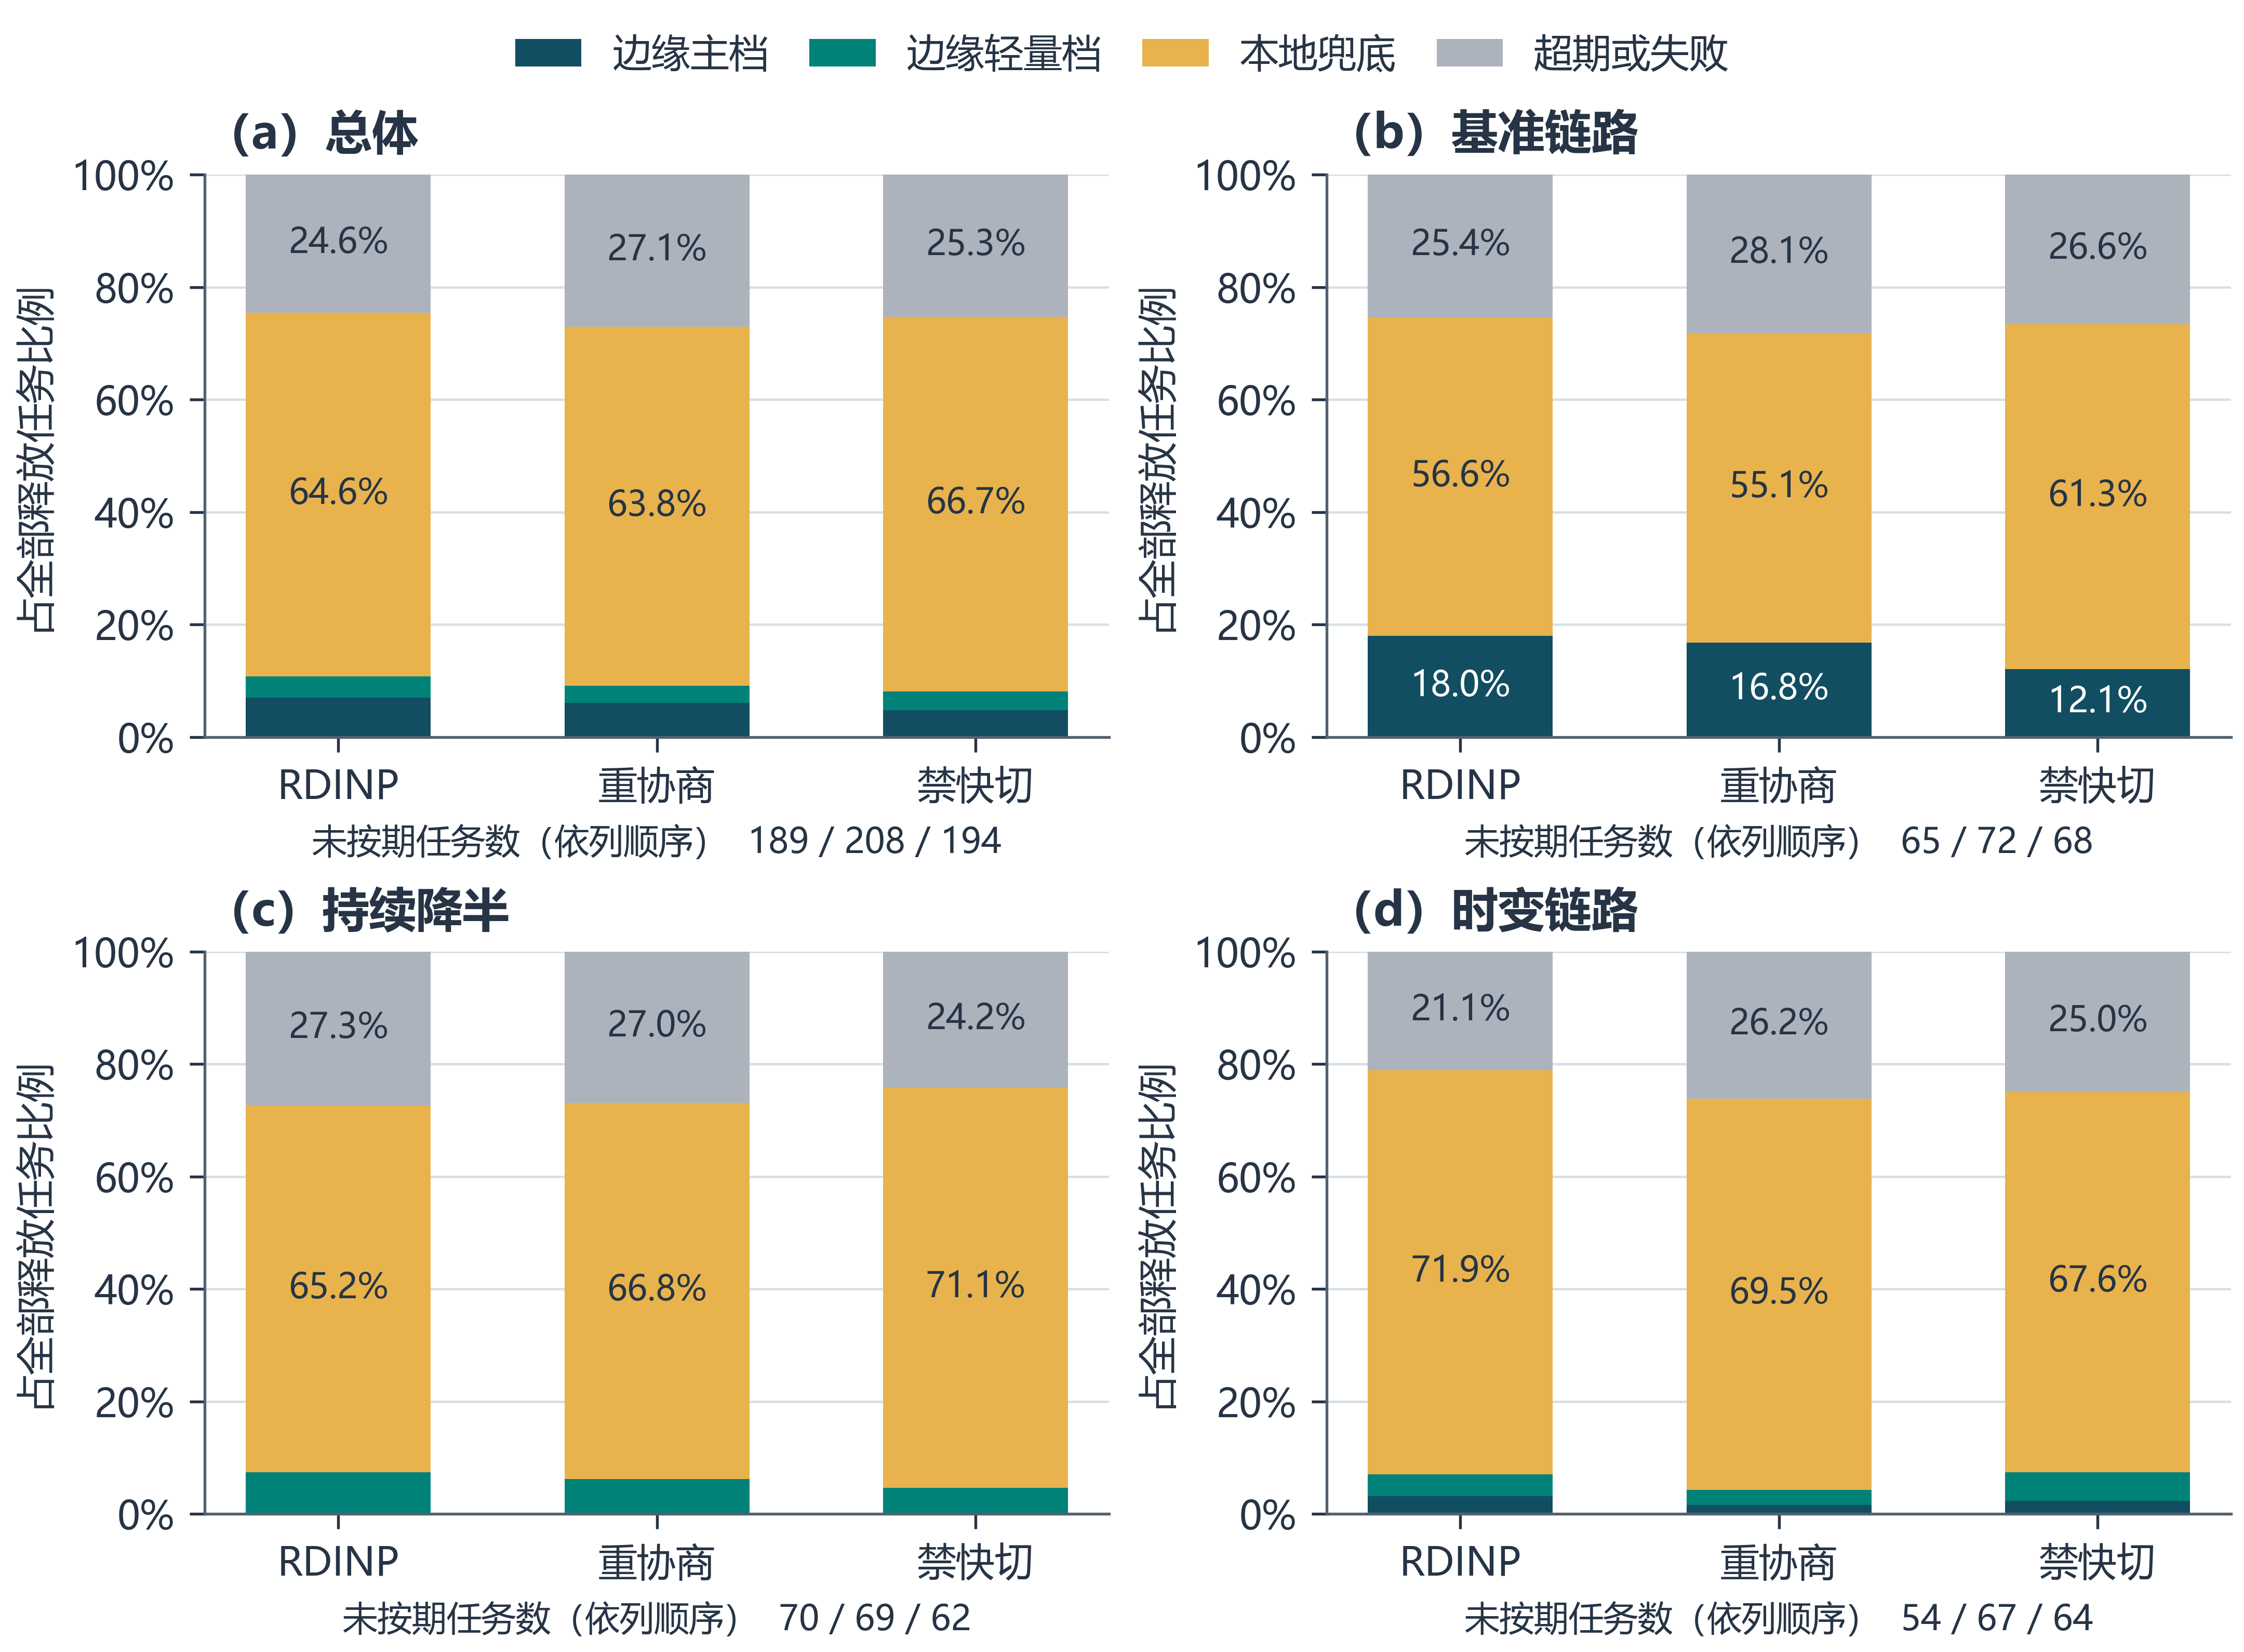 边缘主档 边缘轻量档 本地兜底 超期或失败
(a) 总体
占全部释放任务比例
100%
80%
60%
40%
20%
0%
24.6% 27.1% 25.3%
64.6% 63.8% 66.7%
RDINP 重协商 禁快切
未按期任务数（依列顺序） 189 / 208 / 194
(b) 基准链路
占全部释放任务比例
100%
80%
60%
40%
20%
0%
25.4% 28.1% 26.6%
56.6% 55.1% 61.3%
18.0% 16.8% 12.1%
RDINP 重协商 禁快切
未按期任务数（依列顺序） 65 / 72 / 68
(c) 持续降半
占全部释放任务比例
100%
80%
60%
40%
20%
0%
27.3% 27.0% 24.2%
65.2% 66.8% 71.1%
RDINP 重协商 禁快切
未按期任务数（依列顺序） 70 / 69 / 62
(d) 时变链路
占全部释放任务比例
100%
80%
60%
40%
20%
0%
21.1% 26.2% 25.0%
71.9% 69.5% 67.6%
RDINP 重协商 禁快切
未按期任务数（依列顺序） 54 / 67 / 64